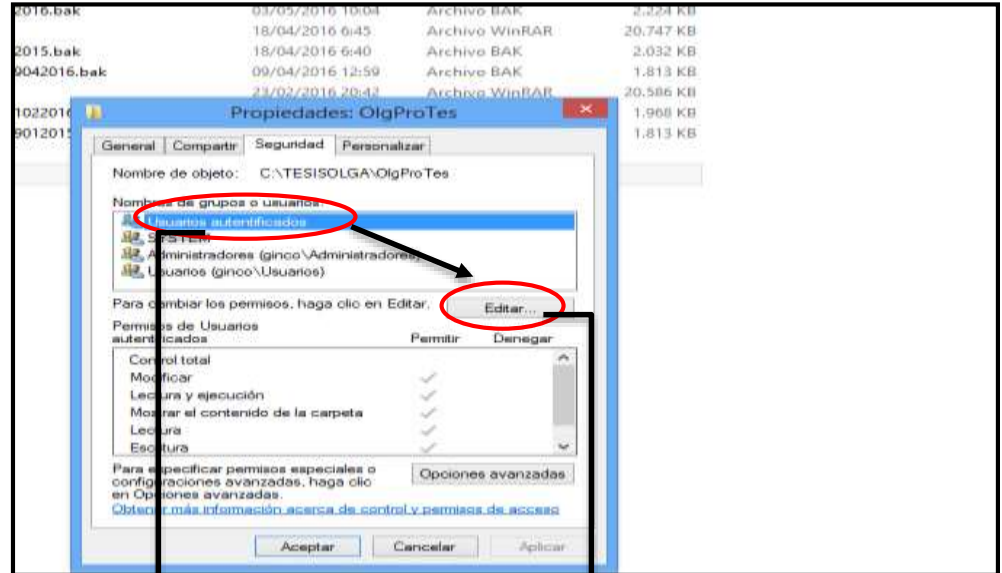 2016.bak 03/05/2016 10:04 Archivo BAK 2.224 KB
18/04/2016 6:45 Archivo WinRAR 20.747 KB
2015.bak 18/04/2016 6:40 Archivo BAK 2.032 KB
9042016.bak 09/04/2016 12:59 Archivo BAK 1.813 KB
23/02/2016 20:42 Archivo WinRAR 20.586 KB
1022016 1.968 KB
9012015 1.813 KB
Propiedades: OlgProTes
General Compartir Seguridad Personalizar
Nombre de objeto: C:\TESISOLGA\OlgProTes
Nombres de grupos o usuarios:
Usuarios autentificados
SYSTEM
Administradores (ginco\Administradores)
Usuarios (ginco\Usuarios)
Para cambiar los permisos, haga clic en Editar. Editar...
Permisos de Usuarios
autentificados Permitir Denegar
Control total
Modificar
Lectura y ejecución
Mostrar el contenido de la carpeta
Lectura
Escritura
Para especificar permisos especiales o
configuraciones avanzadas, haga clic
en Opciones avanzadas. Opciones avanzadas
Obtener más información acerca de control y permisos de acceso
Aceptar Cancelar Aplicar